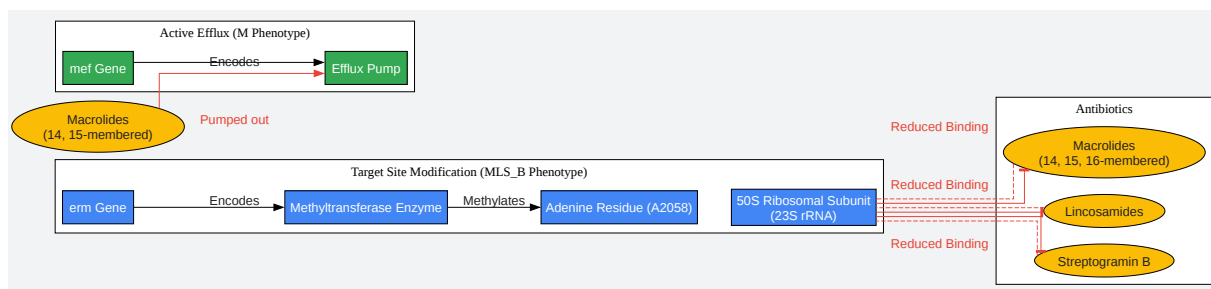 Active Efflux (M Phenotype)
mef Gene
Encodes
Efflux Pump
Macrolides
(14, 15-membered)
Pumped out
Target Site Modification (MLS_B Phenotype)
erm Gene
Encodes
Methyltransferase Enzyme
Methylates
Adenine Residue (A2058)
50S Ribosomal Subunit
(23S rRNA)
Reduced Binding
Reduced Binding
Reduced Binding
Antibiotics
Macrolides
(14, 15, 16-membered)
Lincosamides
Streptogramin B